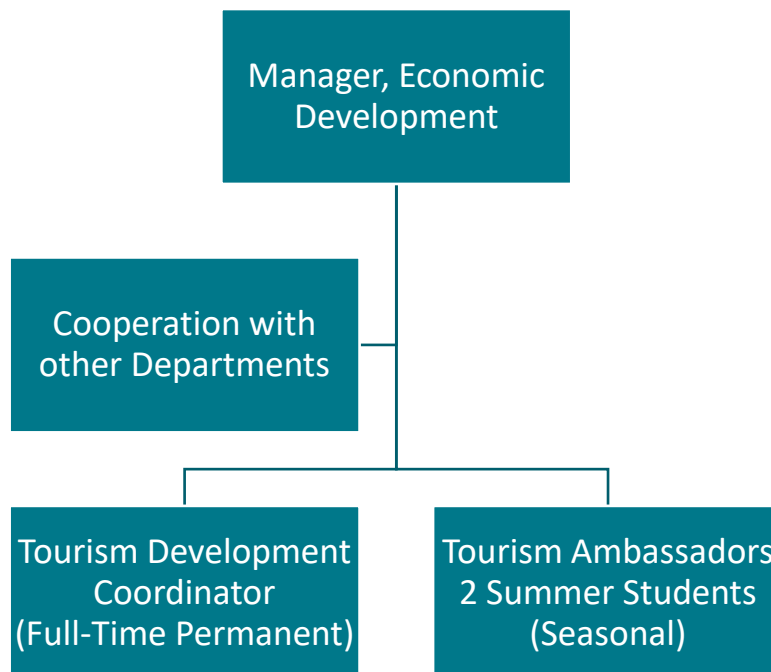 Manager, Economic
Development
Cooperation with
other Departments
Tourism Development
Coordinator
(Full-Time Permanent)
Tourism Ambassadors
2 Summer Students
(Seasonal)